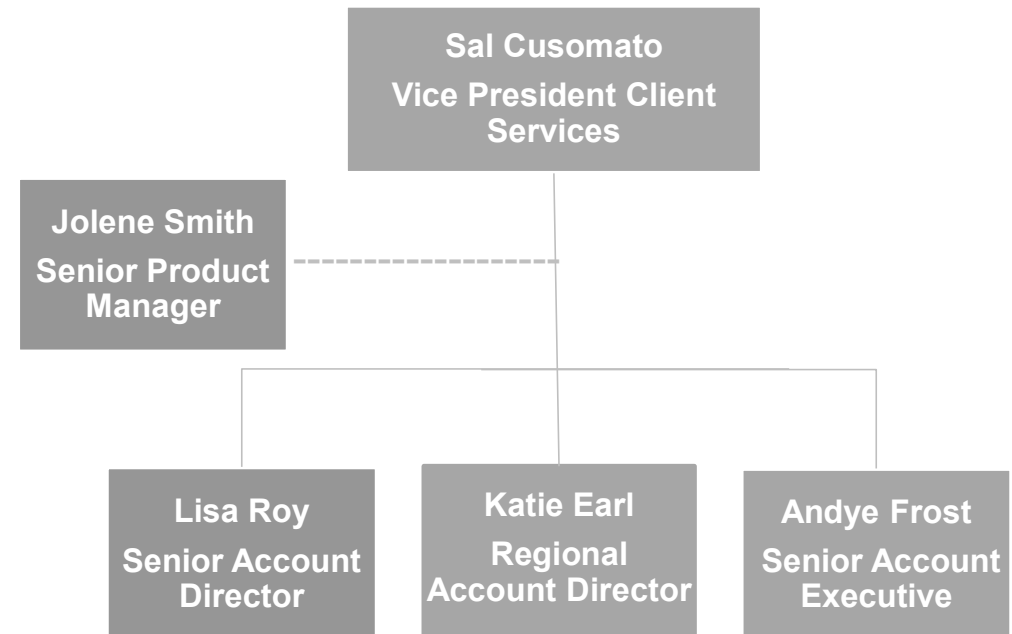 Sal Cusomato
Vice President Client
Services
Jolene Smith
Senior Product
Manager
Lisa Roy
Senior Account
Director
Katie Earl
Regional
Account Director
Andye Frost
Senior Account
Executive